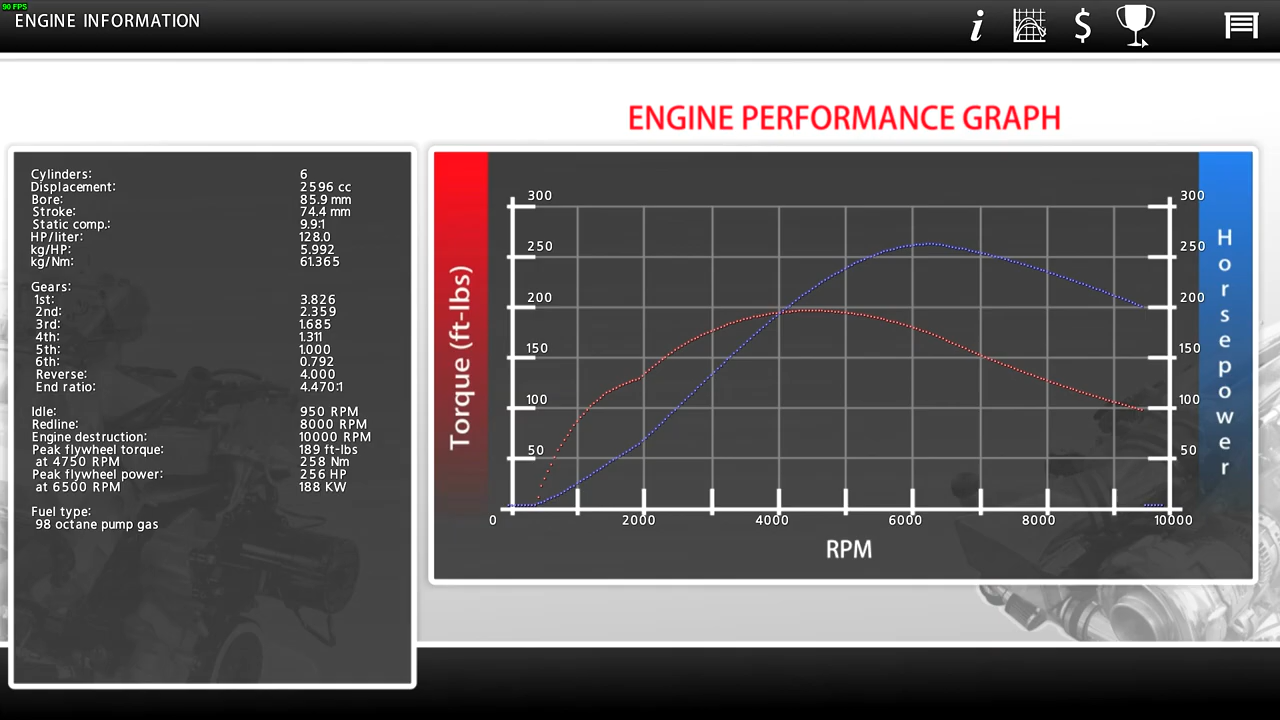 90 FPS
ENGINE INFORMATION
i
$
ENGINE PERFORMANCE GRAPH
Cylinders: 6
Displacement: 2596 cc
Bore: 85.9 mm
Stroke: 74.4 mm
Static comp.: 9.9:1
HP/liter: 128.0
kg/HP: 5.992
kg/Nm: 61.365
Gears:
1st: 3.826
2nd: 2.359
3rd: 1.685
4th: 1.311
5th: 1.000
6th: 0.792
Reverse: 4.000
End ratio: 4.470:1
Idle: 950 RPM
Redline: 8000 RPM
Engine destruction: 10000 RPM
Peak flywheel torque: 189 ft-lbs
at 4750 RPM 258 Nm
Peak flywheel power: 256 HP
at 6500 RPM 188 KW
Fuel type:
98 octane pump gas
Torque (ft-lbs)
300
250
200
150
100
50
300
250
200
150
100
50
Horsepower
0 2000 4000 6000 8000 10000
RPM